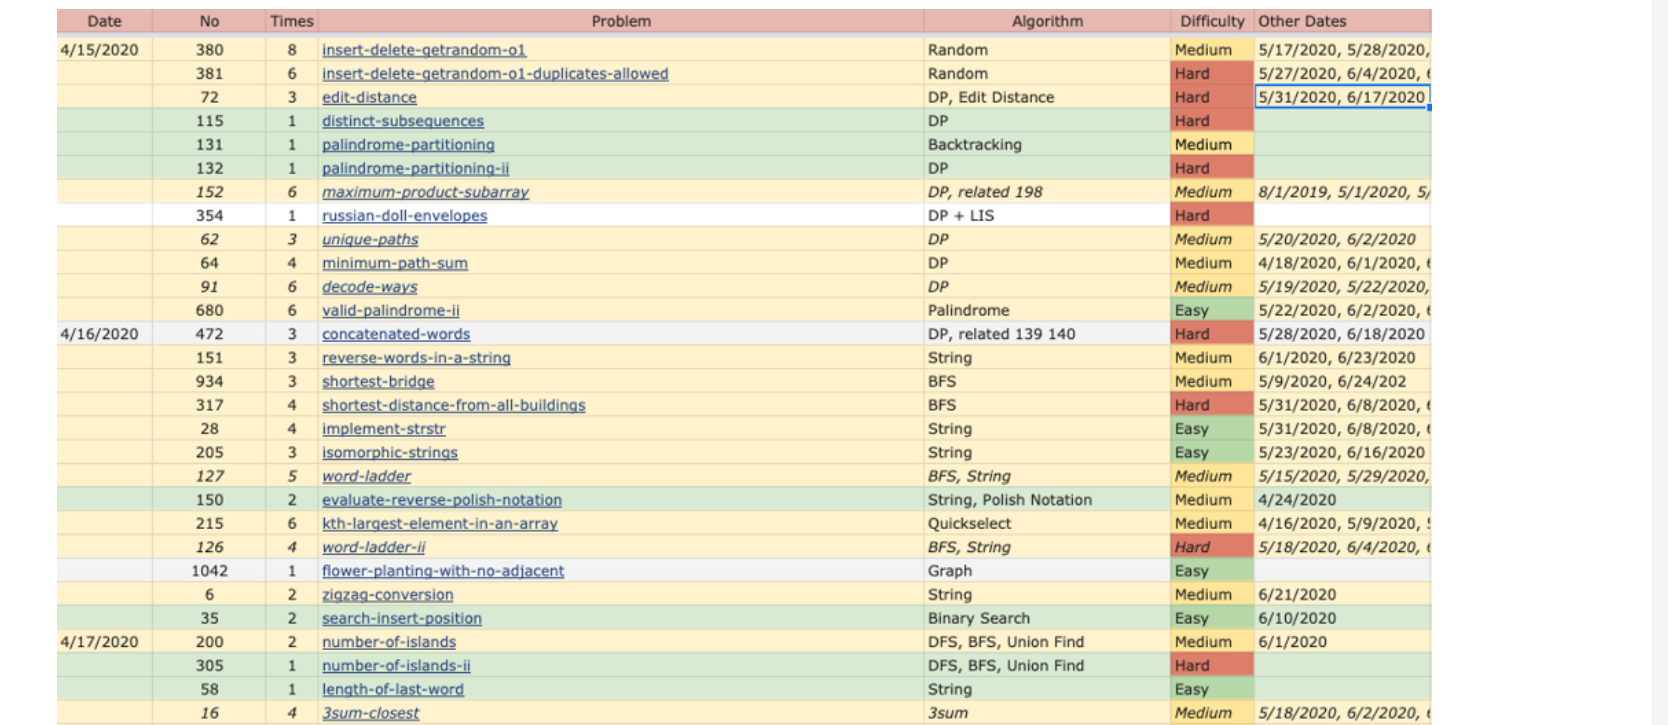 Date No Times Problem Algorithm Difficulty Other Dates
4/15/2020 380 8 insert-delete-getrandom-o1 Random Medium 5/17/2020, 5/28/2020,
381 6 insert-delete-getrandom-o1-duplicates-allowed Random Hard 5/27/2020, 6/4/2020,
72 3 edit-distance DP, Edit Distance Hard 5/31/2020, 6/17/2020
115 1 distinct-subsequences DP Hard
131 1 palindrome-partitioning Backtracking Medium
132 1 palindrome-partitioning-ii DP Hard
152 6 maximum-product-subarray DP, related 198 Medium 8/1/2019, 5/1/2020, 5/
354 1 russian-doll-envelopes DP + LIS Hard
62 3 unique-paths DP Medium 5/20/2020, 6/2/2020
64 4 minimum-path-sum DP Medium 4/18/2020, 6/1/2020,
91 6 decode-ways DP Medium 5/19/2020, 5/22/2020,
680 6 valid-palindrome-ii Palindrome Easy 5/22/2020, 6/2/2020,
4/16/2020 472 3 concatenated-words DP, related 139 140 Hard 5/28/2020, 6/18/2020
151 3 reverse-words-in-a-string String Medium 6/1/2020, 6/23/2020
934 3 shortest-bridge BFS Medium 5/9/2020, 6/24/202
317 4 shortest-distance-from-all-buildings BFS Hard 5/31/2020, 6/8/2020,
28 4 implement-strstr String Easy 5/31/2020, 6/8/2020,
205 3 isomorphic-strings String Easy 5/23/2020, 6/16/2020
127 5 word-ladder BFS, String Medium 5/15/2020, 5/29/2020,
150 2 evaluate-reverse-polish-notation String, Polish Notation Medium 4/24/2020
215 6 kth-largest-element-in-an-array Quickselect Medium 4/16/2020, 5/9/2020,
126 4 word-ladder-ii BFS, String Hard 5/18/2020, 6/4/2020,
1042 1 flower-planting-with-no-adjacent Graph Easy
6 2 zigzag-conversion String Medium 6/21/2020
35 2 search-insert-position Binary Search Easy 6/10/2020
4/17/2020 200 2 number-of-islands DFS, BFS, Union Find Medium 6/1/2020
305 1 number-of-islands-ii DFS, BFS, Union Find Hard
58 1 length-of-last-word String Easy
16 4 3sum-closest 3sum Medium 5/18/2020, 6/2/2020,